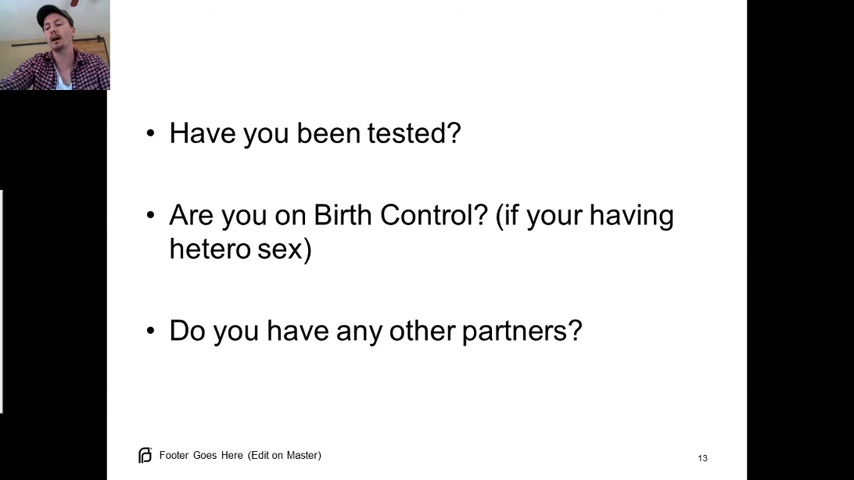 • Have you been tested?
• Are you on Birth Control? (if your having
hetero sex)
• Do you have any other partners?
Footer Goes Here (Edit on Master)
13